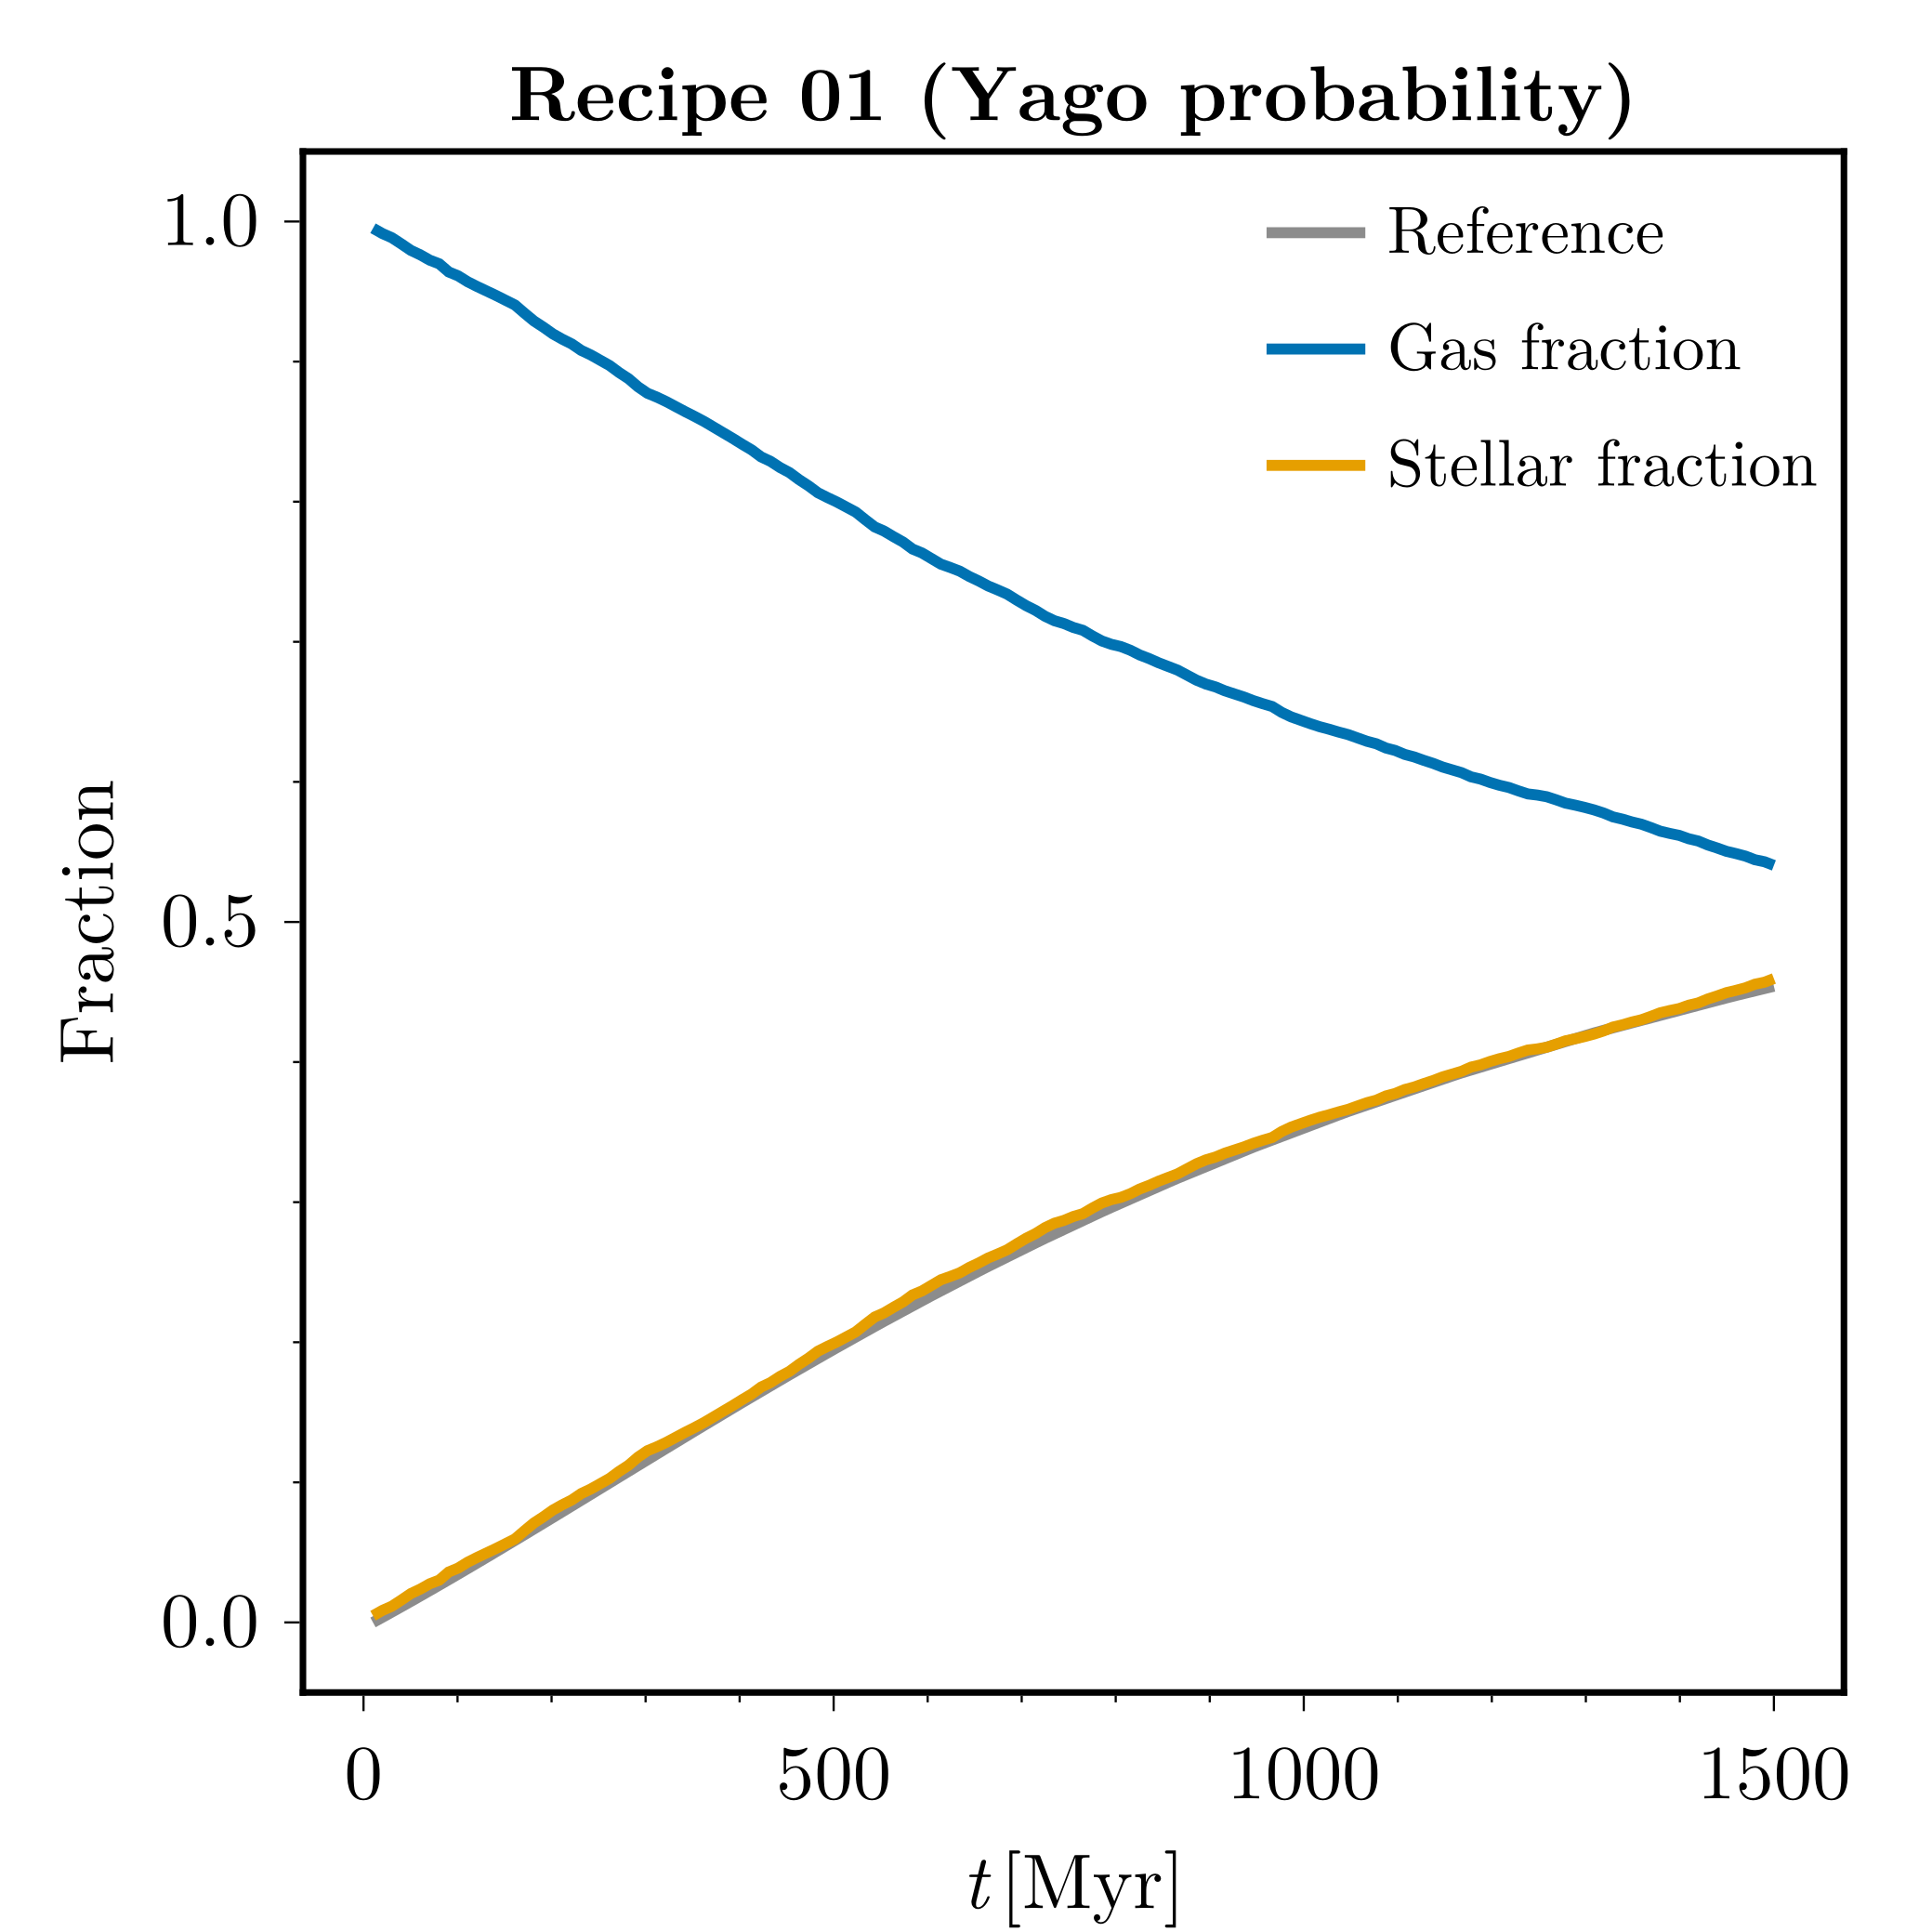 Recipe 01 (Yago probability)
1.0
0.5
0.0
Fraction
Reference
Gas fraction
Stellar fraction
0 500 1000 1500
t [Myr]